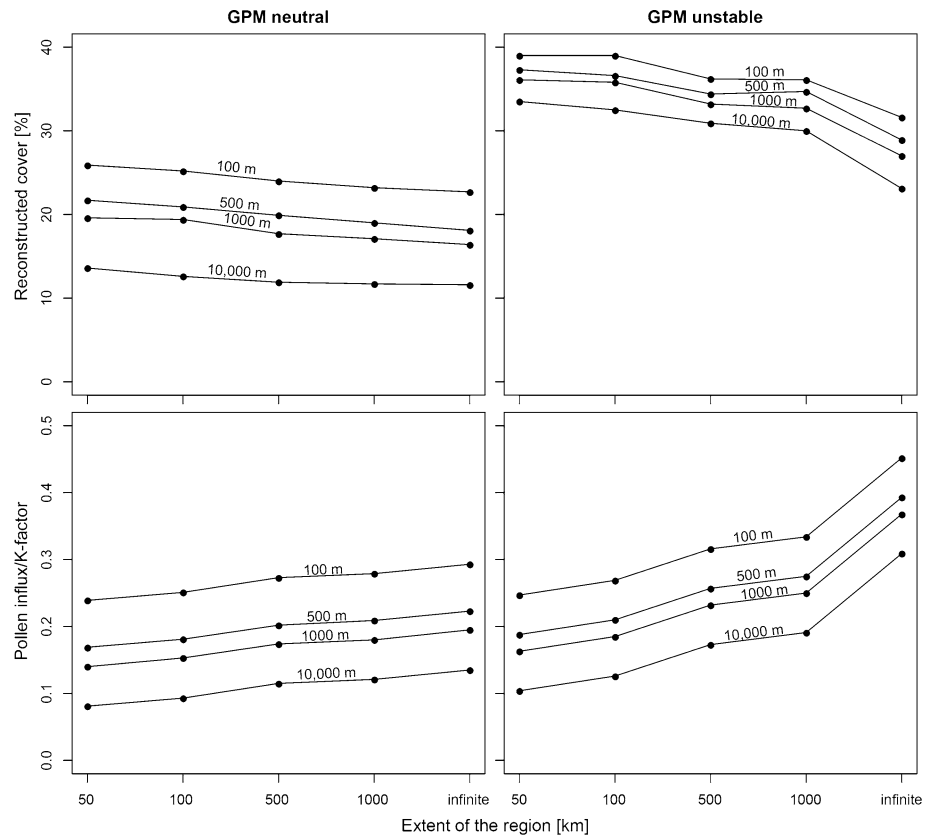 GPM neutral
GPM unstable
Reconstructed cover [%]
40
30
20
10
0
100 m
500 m
1000 m
10,000 m
100 m
500 m
1000 m
10,000 m
Pollen influx/K-factor
0.5
0.4
0.3
0.2
0.1
0.0
100 m
500 m
1000 m
10,000 m
100 m
500 m
1000 m
10,000 m
50 100 500 1000 infinite
50 100 500 1000 infinite
Extent of the region [km]